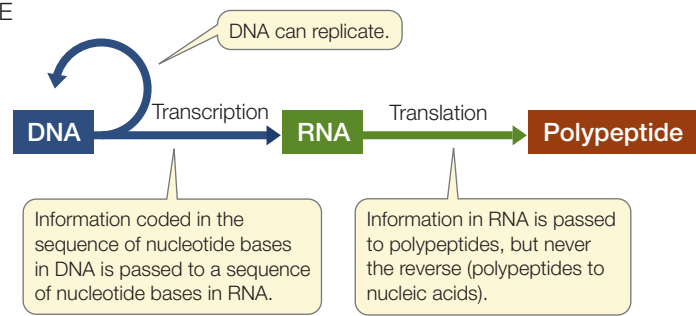 E
DNA can replicate.
Transcription
Translation
DNA
RNA
Polypeptide
Information coded in the
sequence of nucleotide bases
in DNA is passed to a sequence
of nucleotide bases in RNA.
Information in RNA is passed
to polypeptides, but never
the reverse (polypeptides to
nucleic acids).